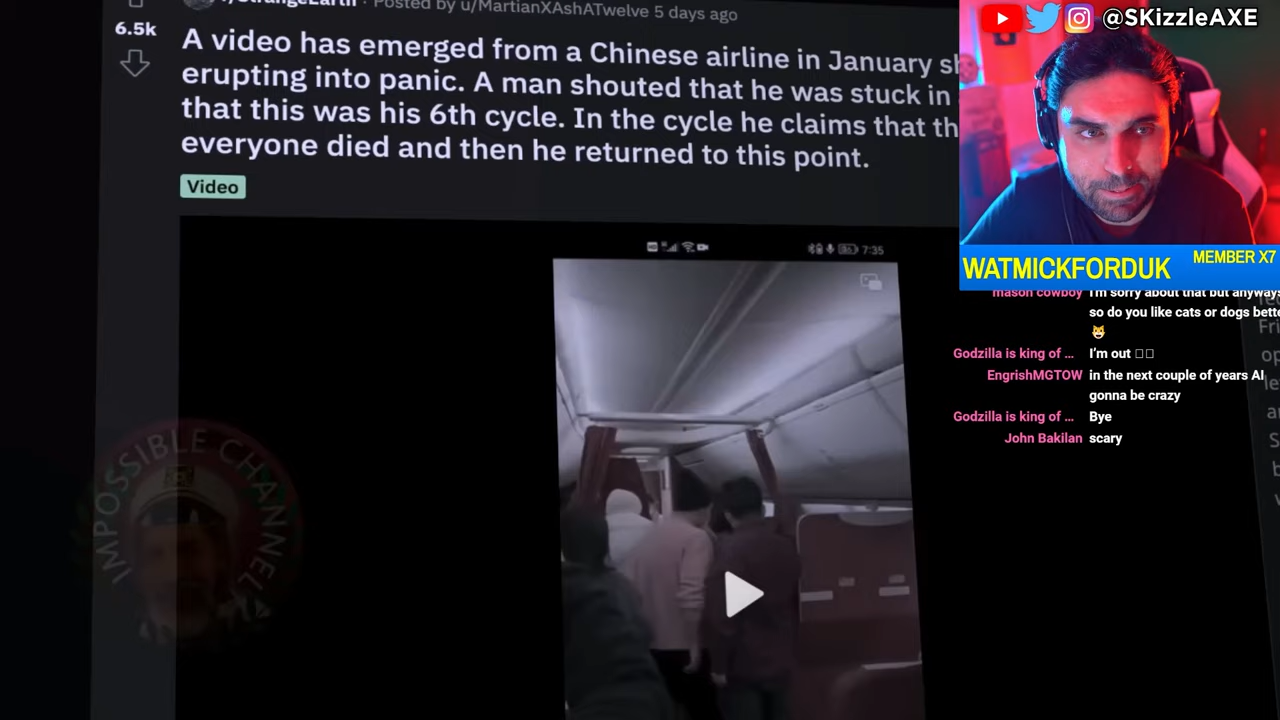 Posted by u/MartianXAshATwelve 5 days ago
6.5k
A video has emerged from a Chinese airline in January
erupting into panic. A man shouted that he was stuck in
that this was his 6th cycle. In the cycle he claims that
everyone died and then he returned to this point.
Video
7:35
IMPOSSIBLE CHANNEL
@SKizzleAXE
WATMICKFORDUK
MEMBER X7
mason cowboy I'm sorry about that but anyways
so do you like cats or dogs
Godzilla is king of ... I'm out
EngrishMGTOW in the next couple of years AI
gonna be crazy
Godzilla is king of ... Bye
John Bakilan scary